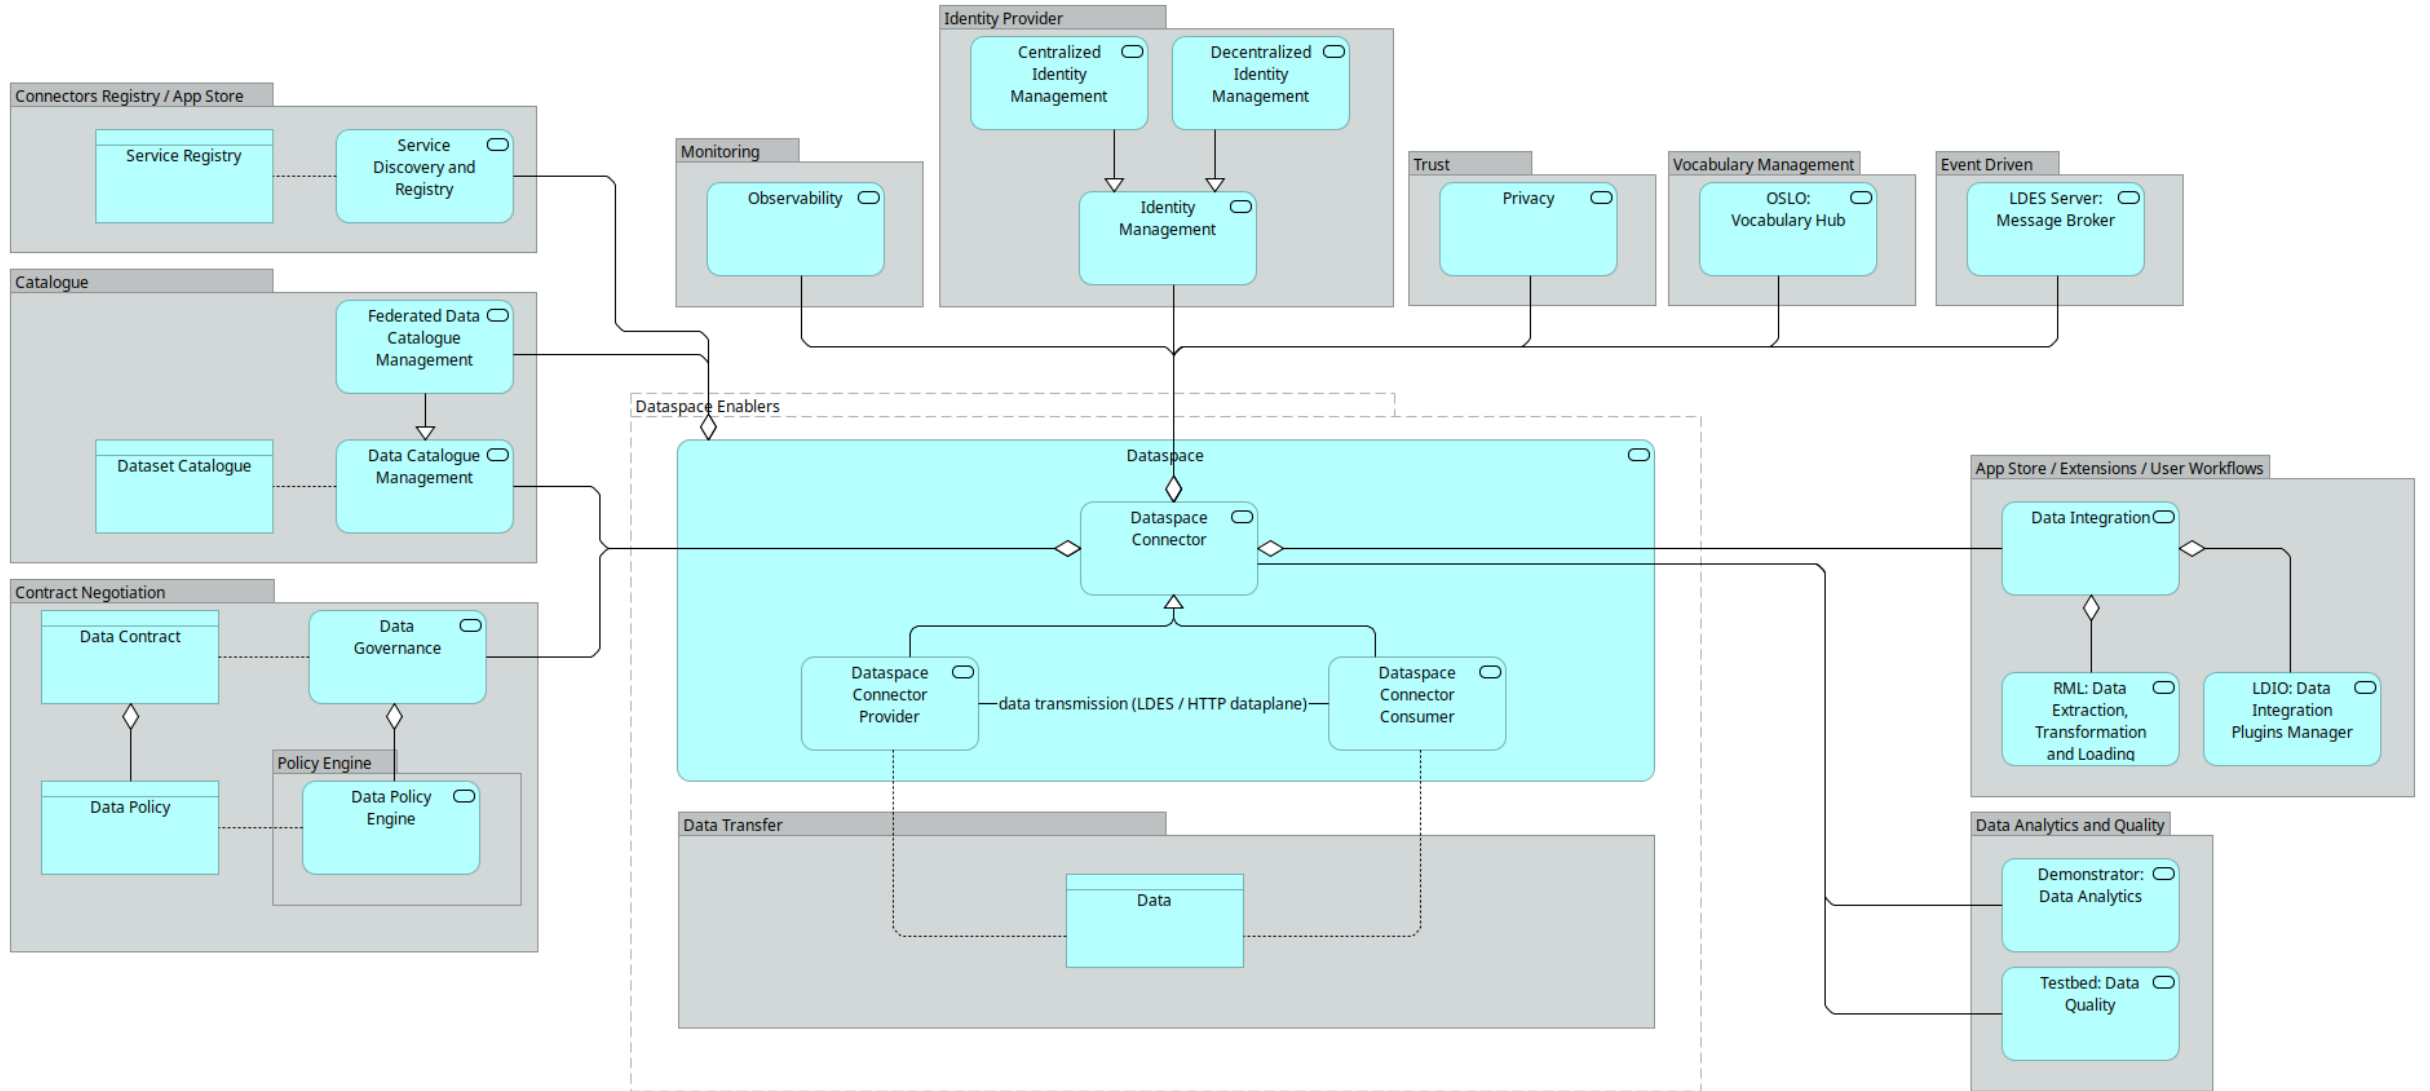 Identity Provider
Centralized
Identity
Management
Decentralized
Identity
Management
Identity
Management
Connectors Registry / App Store
Service Registry
Service
Discovery and
Registry
Monitoring
Observability
Trust
Privacy
Vocabulary Management
OSLO:
Vocabulary Hub
Event Driven
LDES Server:
Message Broker
Catalogue
Federated Data
Catalogue
Management
Dataset Catalogue
Data Catalogue
Management
Dataspace Enablers
Dataspace
Dataspace
Connector
Dataspace
Connector
Provider
data transmission (LDES / HTTP dataplane)
Dataspace
Connector
Consumer
App Store / Extensions / User Workflows
Data Integration
RML: Data
Extraction,
Transformation
and Loading
LDIO: Data
Integration
Plugins Manager
Contract Negotiation
Data Contract
Data
Governance
Policy Engine
Data Policy
Data Policy
Engine
Data Transfer
Data
Data Analytics and Quality
Demonstrator:
Data Analytics
Testbed: Data
Quality